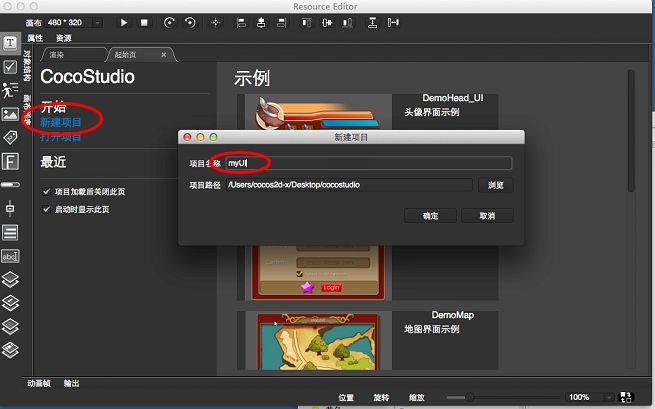 Resource Editor
画布 480 * 320
属性 资源
对象结构
渲染 起始页
CocoStudio
开始
新建项目
打开项目
最近
项目加载后关闭此页
启动时显示此页
示例
DemoHead_UI
头像界面示例
新建项目
项目名称 myUI
项目路径 /Users/cocos2d-x/Desktop/cocostudio 浏览
确定 取消
Login
DemoMap
地图界面示例
动画帧 输出
位置 旋转 缩放 100%
T
F
abc